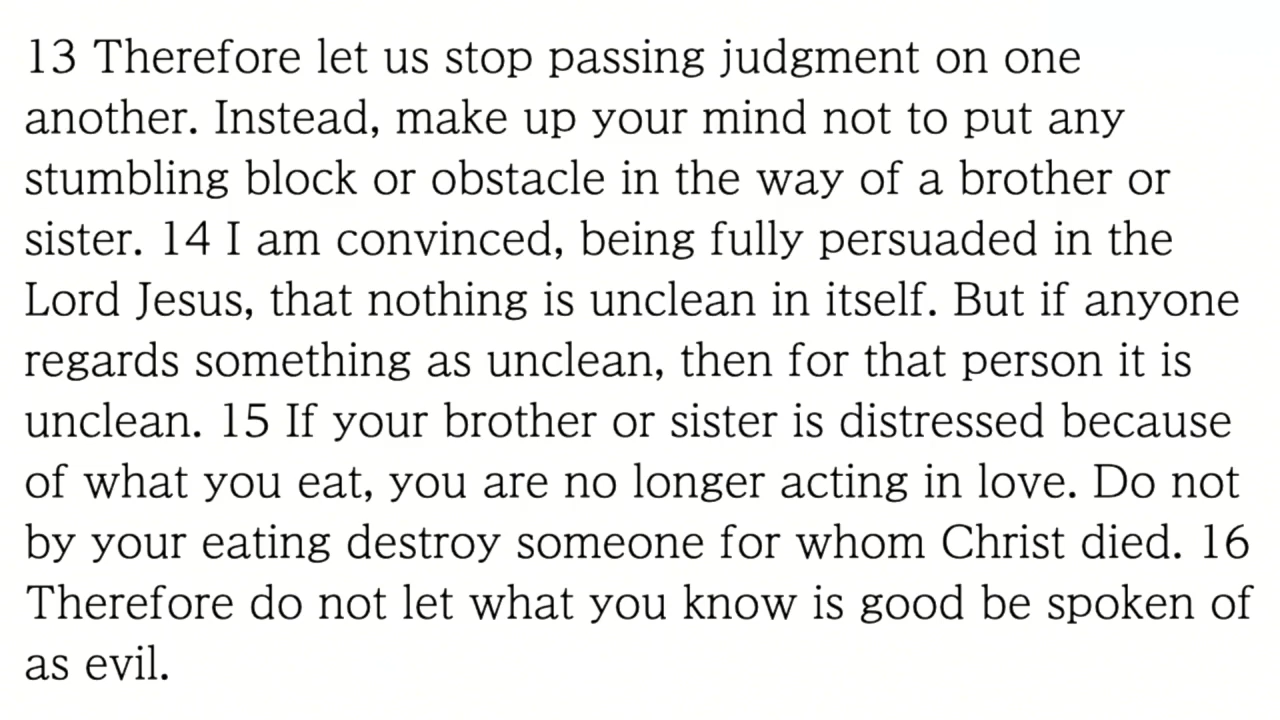 13 Therefore let us stop passing judgment on one
another. Instead, make up your mind not to put any
stumbling block or obstacle in the way of a brother or
sister. 14 I am convinced, being fully persuaded in the
Lord Jesus, that nothing is unclean in itself. But if anyone
regards something as unclean, then for that person it is
unclean. 15 If your brother or sister is distressed because
of what you eat, you are no longer acting in love. Do not
by your eating destroy someone for whom Christ died. 16
Therefore do not let what you know is good be spoken of
as evil.